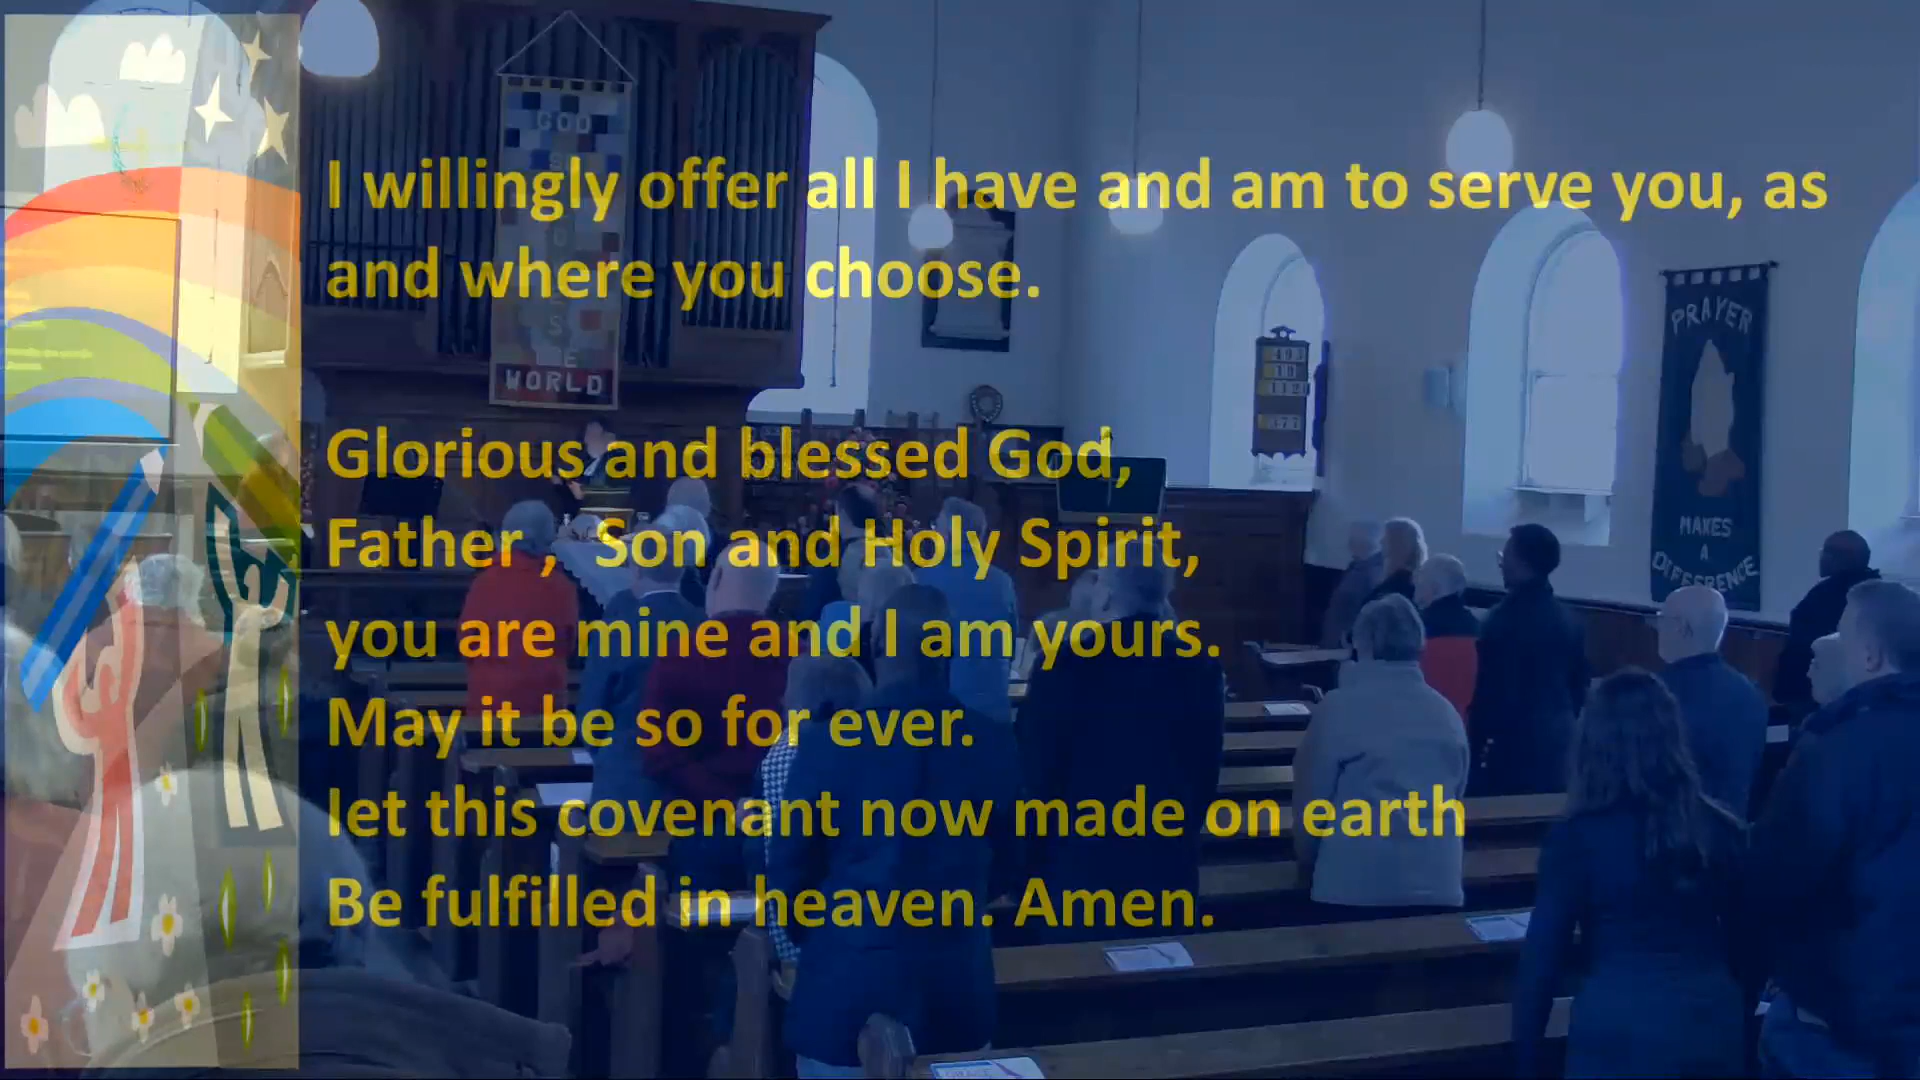 I willingly offer all I have and am to serve you, as
and where you choose.
Glorious and blessed God,
Father ,  Son and Holy Spirit,
you are mine and I am yours.
May it be so for ever.
let this covenant now made on earth
Be fulfilled in heaven. Amen.
GOD
WORLD
PRAYER
MAKES
A
DIFFERENCE